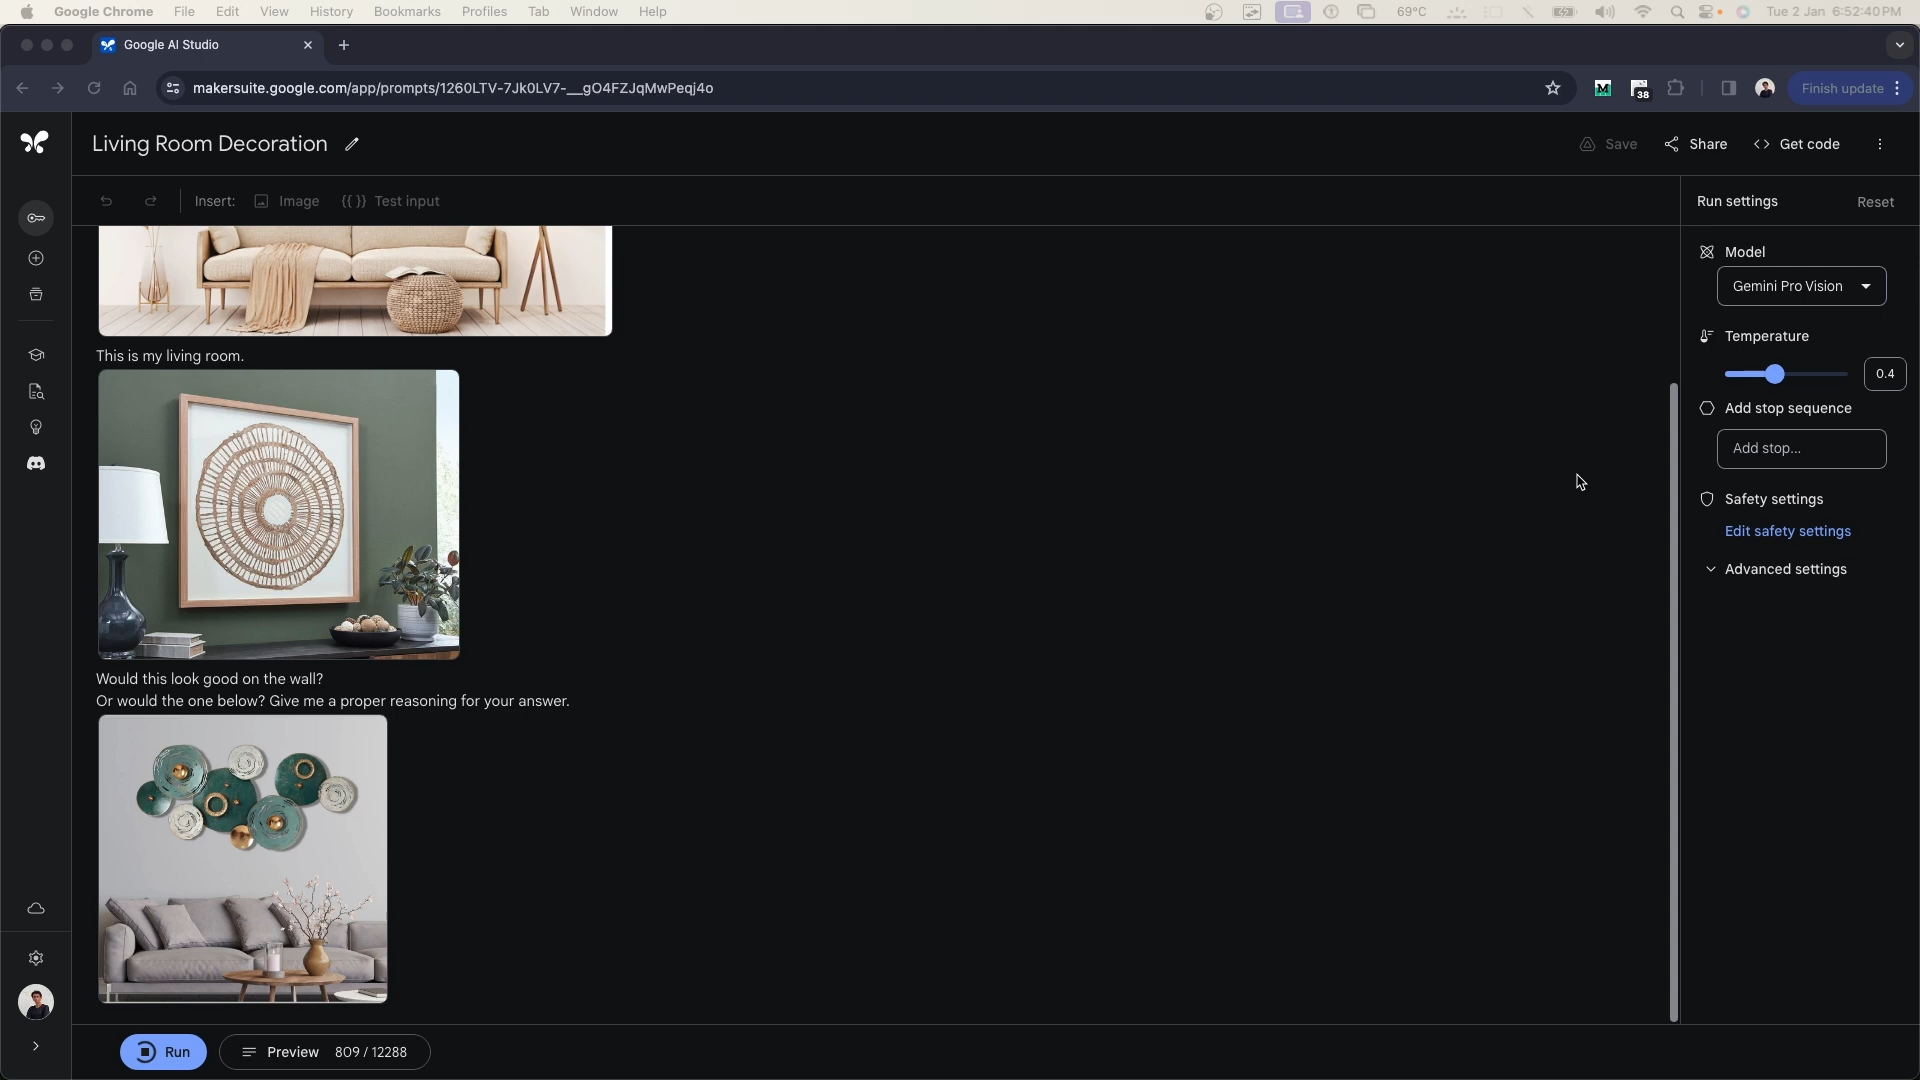 Google Chrome File Edit View History Bookmarks Profiles Tab Window Help 69°C Tue 2 Jan 6:52:40 PM
Google AI Studio
makersuite.google.com/app/prompts/1260LTV-7Jk0LV7-__gO4FZJqMwPeqj4o 38 Finish update
Living Room Decoration Save Share Get code
Insert: Image {{ }} Test input Run settings Reset
Model
Gemini Pro Vision
Temperature
0.4
Add stop sequence
Add stop...
Safety settings
Edit safety settings
Advanced settings
This is my living room.
Would this look good on the wall?
Or would the one below? Give me a proper reasoning for your answer.
Run Preview 809 / 12288